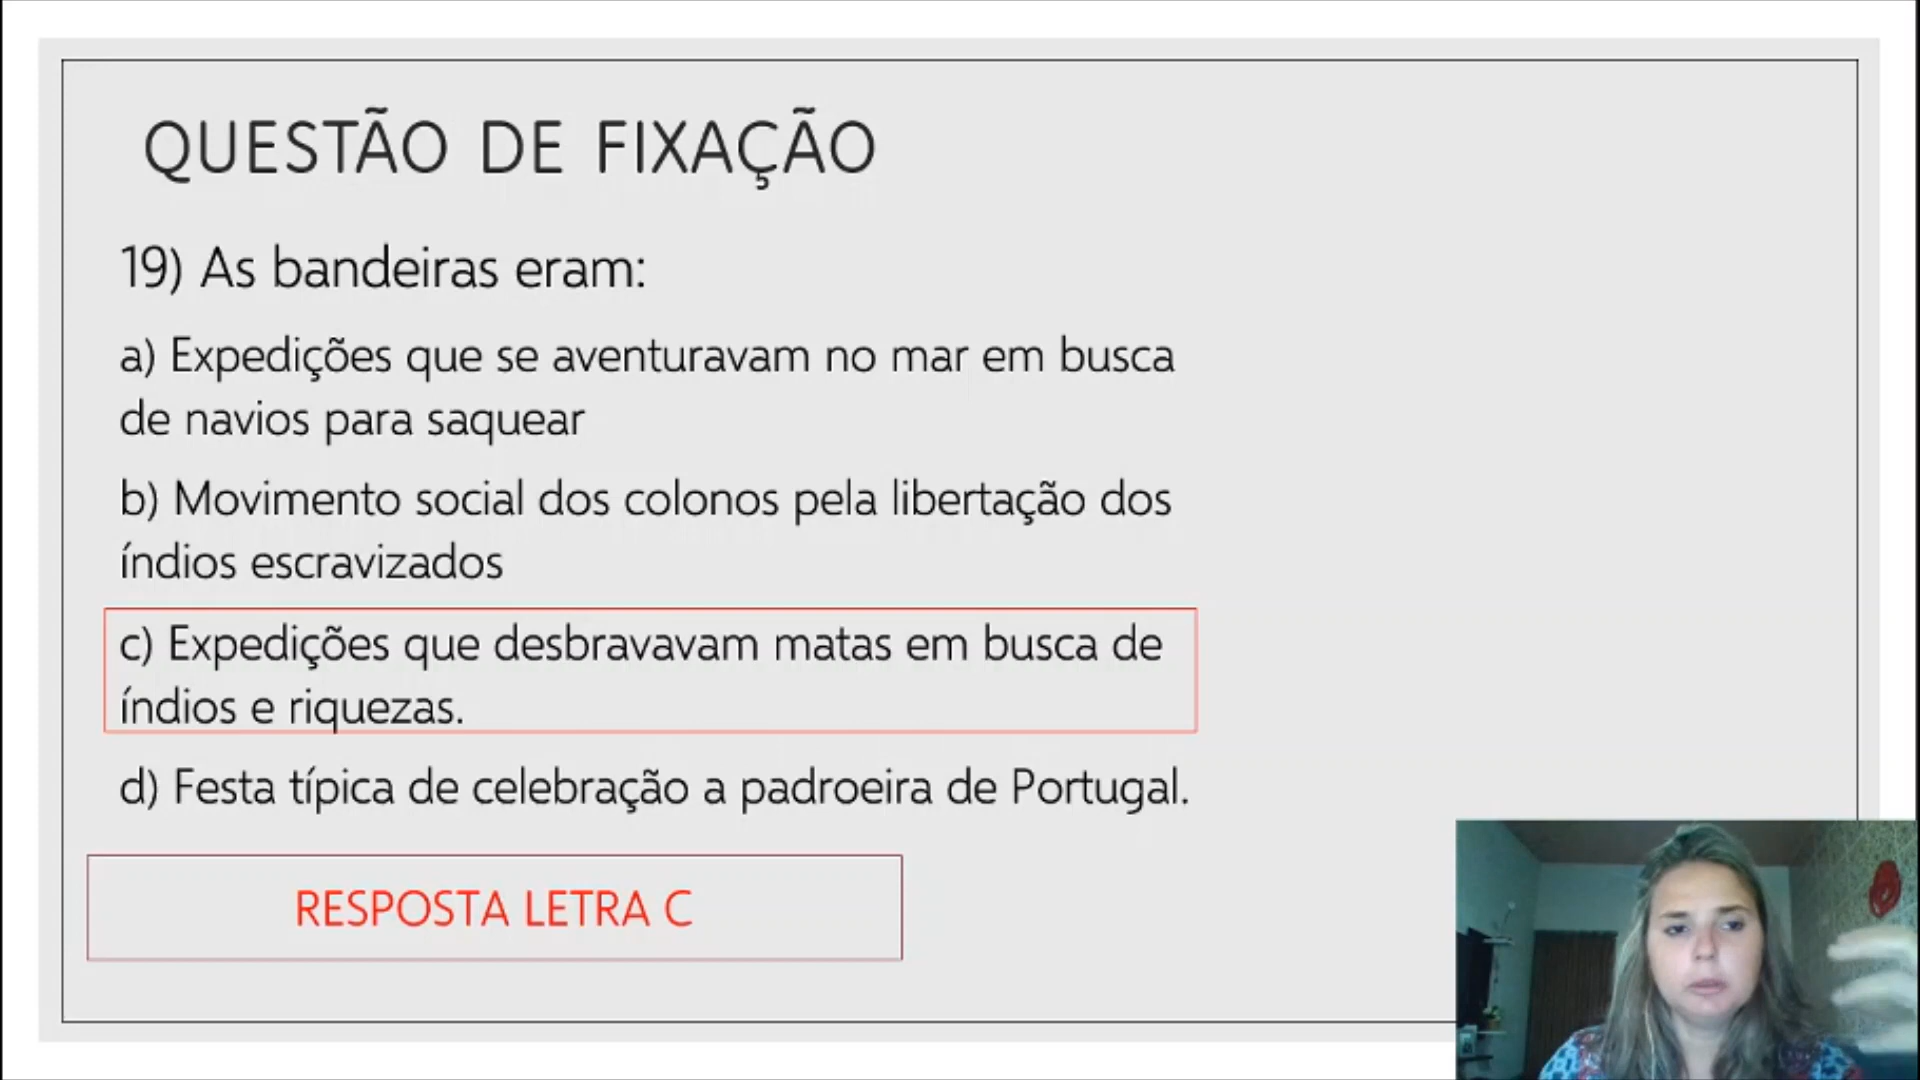 QUESTÃO DE FIXAÇÃO
19) As bandeiras eram:
a) Expedições que se aventuravam no mar em busca
de navios para saquear
b) Movimento social dos colonos pela libertação dos
índios escravizados
c) Expedições que desbravavam matas em busca de
índios e riquezas.
d) Festa típica de celebração a padroeira de Portugal.
RESPOSTA LETRA C